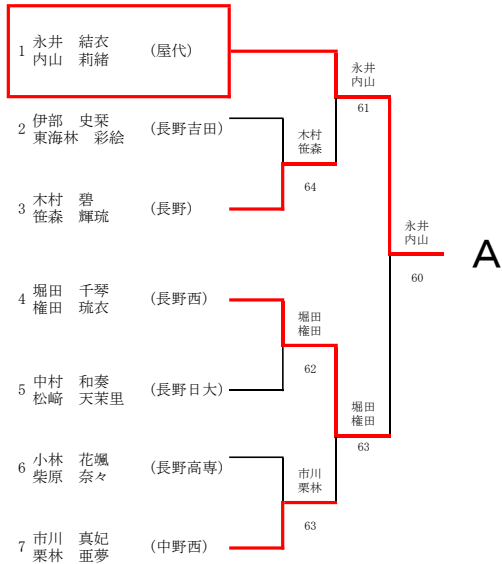 1 永井 結衣 (屋代)
内山 莉緒
2 伊部 史栞 (長野吉田)
東海林 彩絵
3 木村 碧 (長野)
笹森 輝琉
4 堀田 千琴 (長野西)
権田 琉衣
5 中村 和奏 (長野日大)
松﨑 天茉里
6 小林 花颯 (長野高専)
柴原 奈々
7 市川 真妃 (中野西)
栗林 亜夢
木村
笹森
64
堀田
権田
62
市川
栗林
63
永井
内山
61
堀田
権田
63
永井
内山
60
A